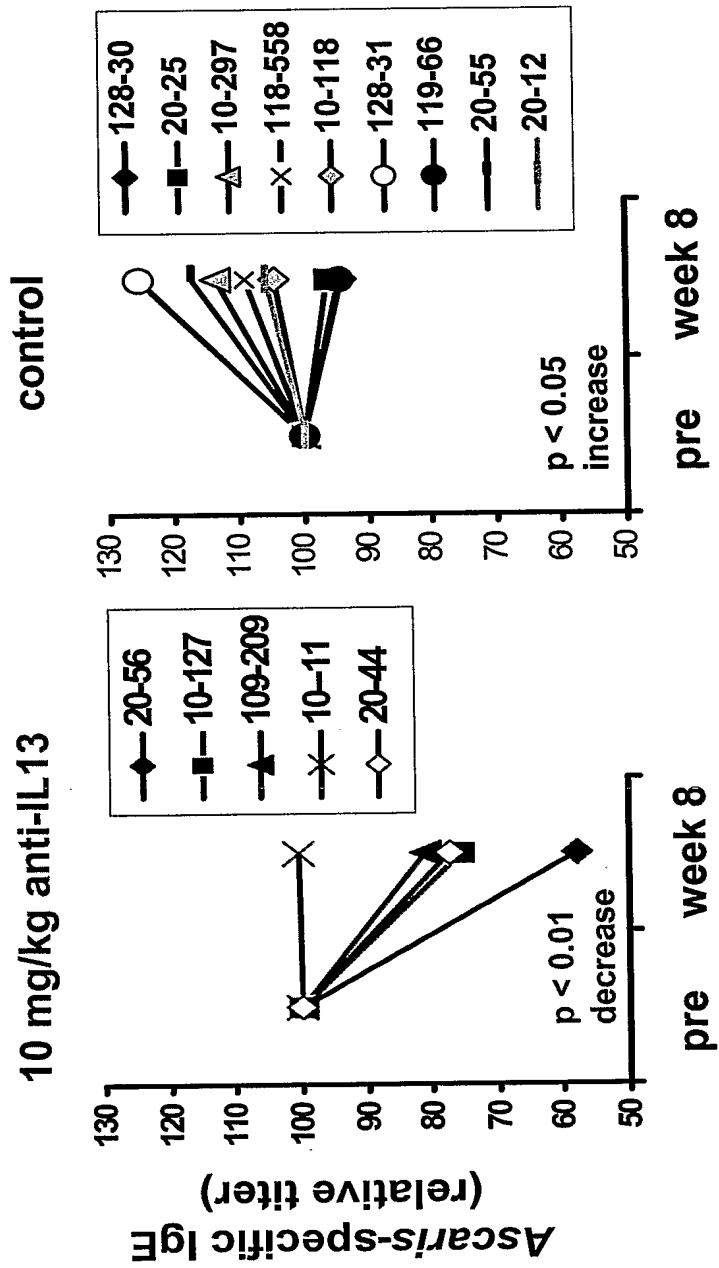 10 mg/kg anti-IL13
Ascaris-specific IgE
(relative titer)
130
120
110
100
90
80
70
60
50
p < 0.01
decrease
pre
week 8
20-56
10-127
109-209
10--11
20-44
control
130
120
110
100
90
80
70
60
50
p < 0.05
increase
pre
week 8
128-30
20-25
10-297
118-558
10-118
128-31
119-66
20-55
20-12